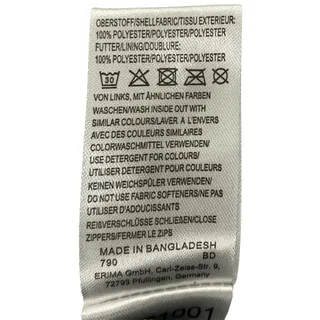 OBERSTOFF/SHELLFABRIC/TISSU EXTERIEUR:
100% POLYESTER/POLYESTER/POLYESTER
FUTTER/LINING/DOUBLURE:
100% POLYESTER/POLYESTER/POLYESTER
30
VON LINKS, MIT ÄHNLICHEN FARBEN
WASCHEN/WASH INSIDE OUT WITH
SIMILAR COLOURS/LAVER À L'ENVERS
AVEC DES COULEURS SIMILAIRES
COLORWASCHMITTEL VERWENDEN/
USE DETERGENT FOR COLOURS/
UTILISER UN DETERGENT COULEUR
KEINEN WEICHSPÜLER VERWENDEN/
DO NOT USE FABRIC SOFTENERS/NE PAS
UTILISER D'ADOUCISSANTS
REIßVERSCHLÜSSE SCHLIEßEN/CLOSE
ZIPPERS/FERMER LE ZIPS
MADE IN BANGLADESH
790 BD
ERIMA GmbH, Carl-Zeiss-Str. 9,
72793 Pfullingen, Germany